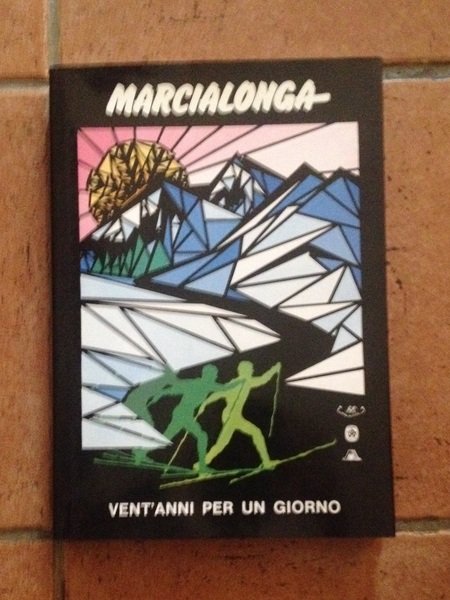 MARCIALONGA
VENT'ANNI PER UN GIORNO